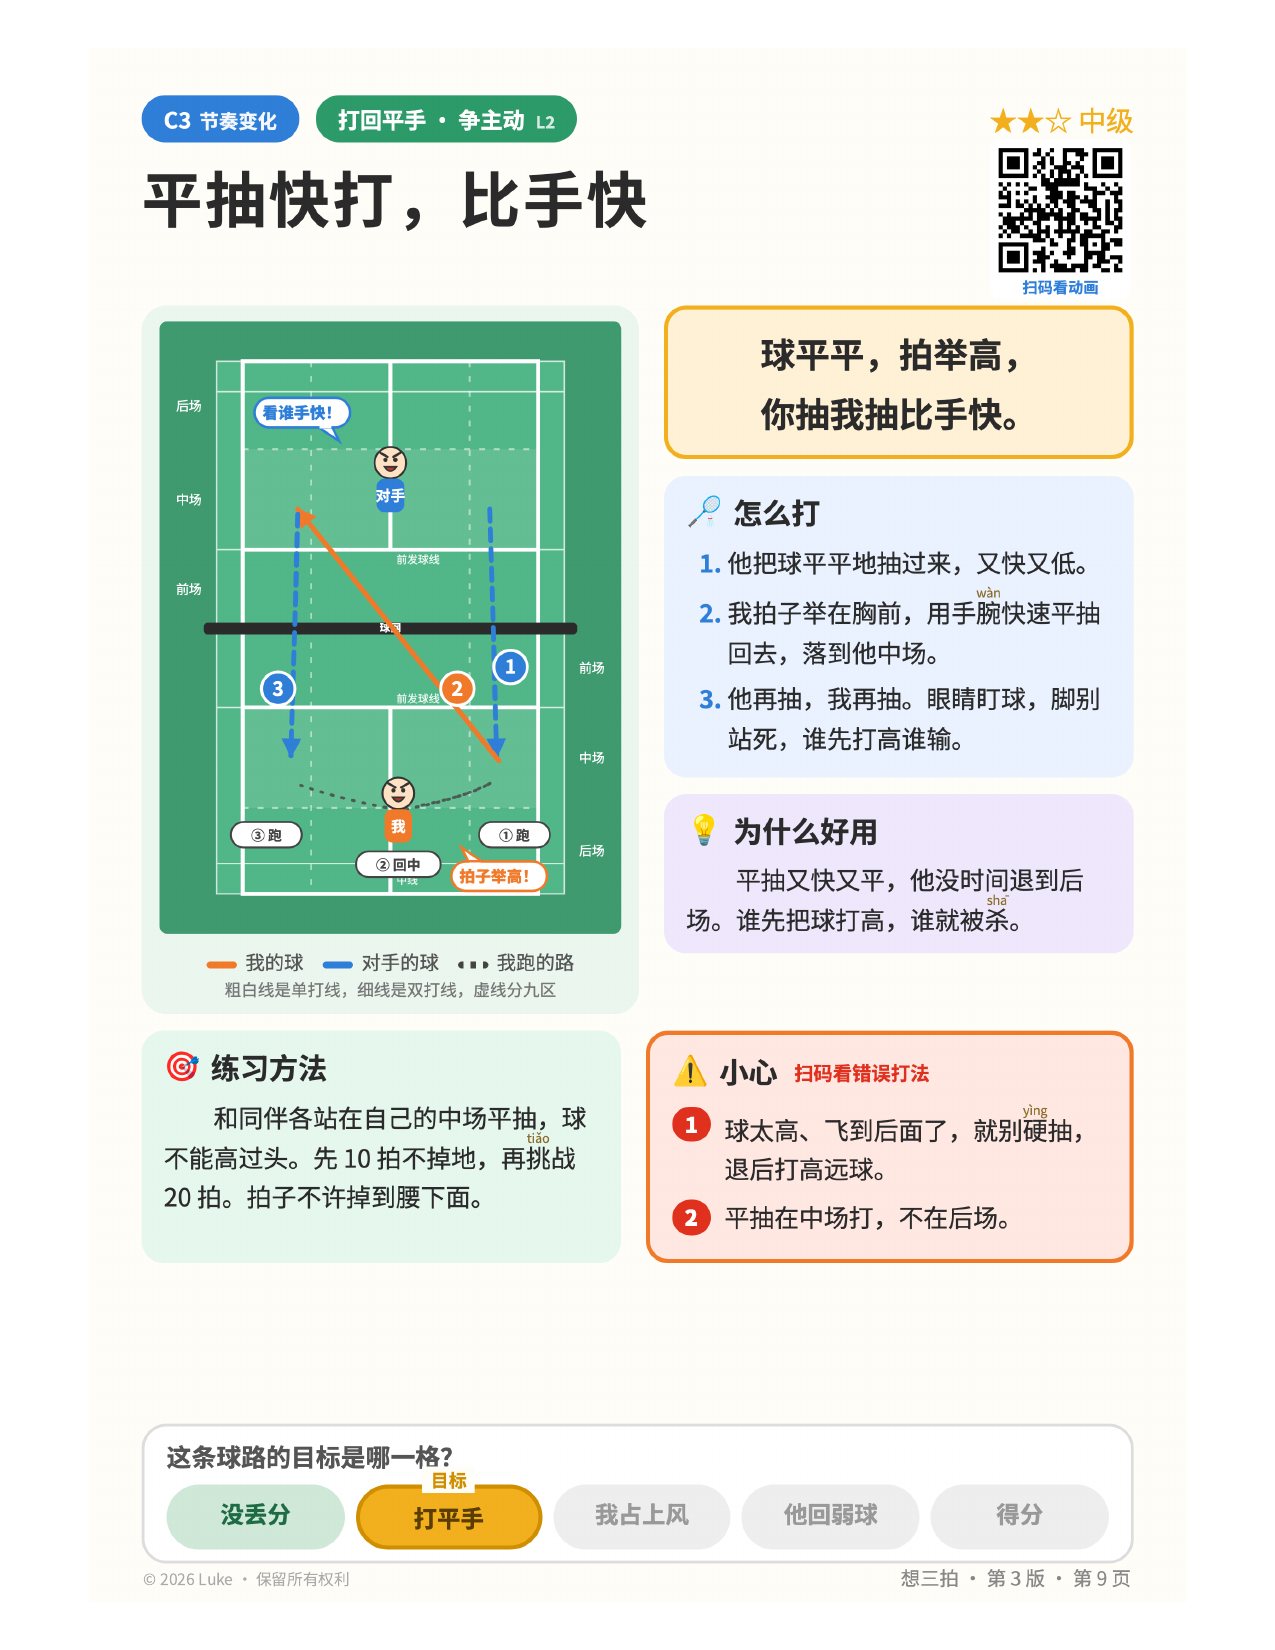 C3 节奏变化
打回平手 · 争主动 L2
★★☆ 中级
平抽快打，比手快
扫码看动画
后场
看谁手快！
对手
中场
前发球线
前场
球网
前场
1
3
2
前发球线
中场
我
③ 跑
① 跑
② 回中
后场
拍子举高！
中线
我的球 对手的球 我跑的路
粗白线是单打线，细线是双打线，虚线分九区
球平平，拍举高，
你抽我抽比手快。
怎么打
1. 他把球平平地抽过来，又快又低。
wàn
2. 我拍子举在胸前，用手腕快速平抽
回去，落到他中场。
3. 他再抽，我再抽。眼睛盯球，脚别
站死，谁先打高谁输。
为什么好用
平抽又快又平，他没时间退到后
shā
场。谁先把球打高，谁就被杀。
练习方法
和同伴各站在自己的中场平抽，球
tiǎo
不能高过头。先 10 拍不掉地，再挑战
20 拍。拍子不许掉到腰下面。
小心 扫码看错误打法
yìng
1 球太高、飞到后面了，就别硬抽，
退后打高远球。
2 平抽在中场打，不在后场。
这条球路的目标是哪一格？
目标
没丢分 打平手 我占上风 他回弱球 得分
© 2026 Luke · 保留所有权利
想三拍 · 第 3 版 · 第 9 页